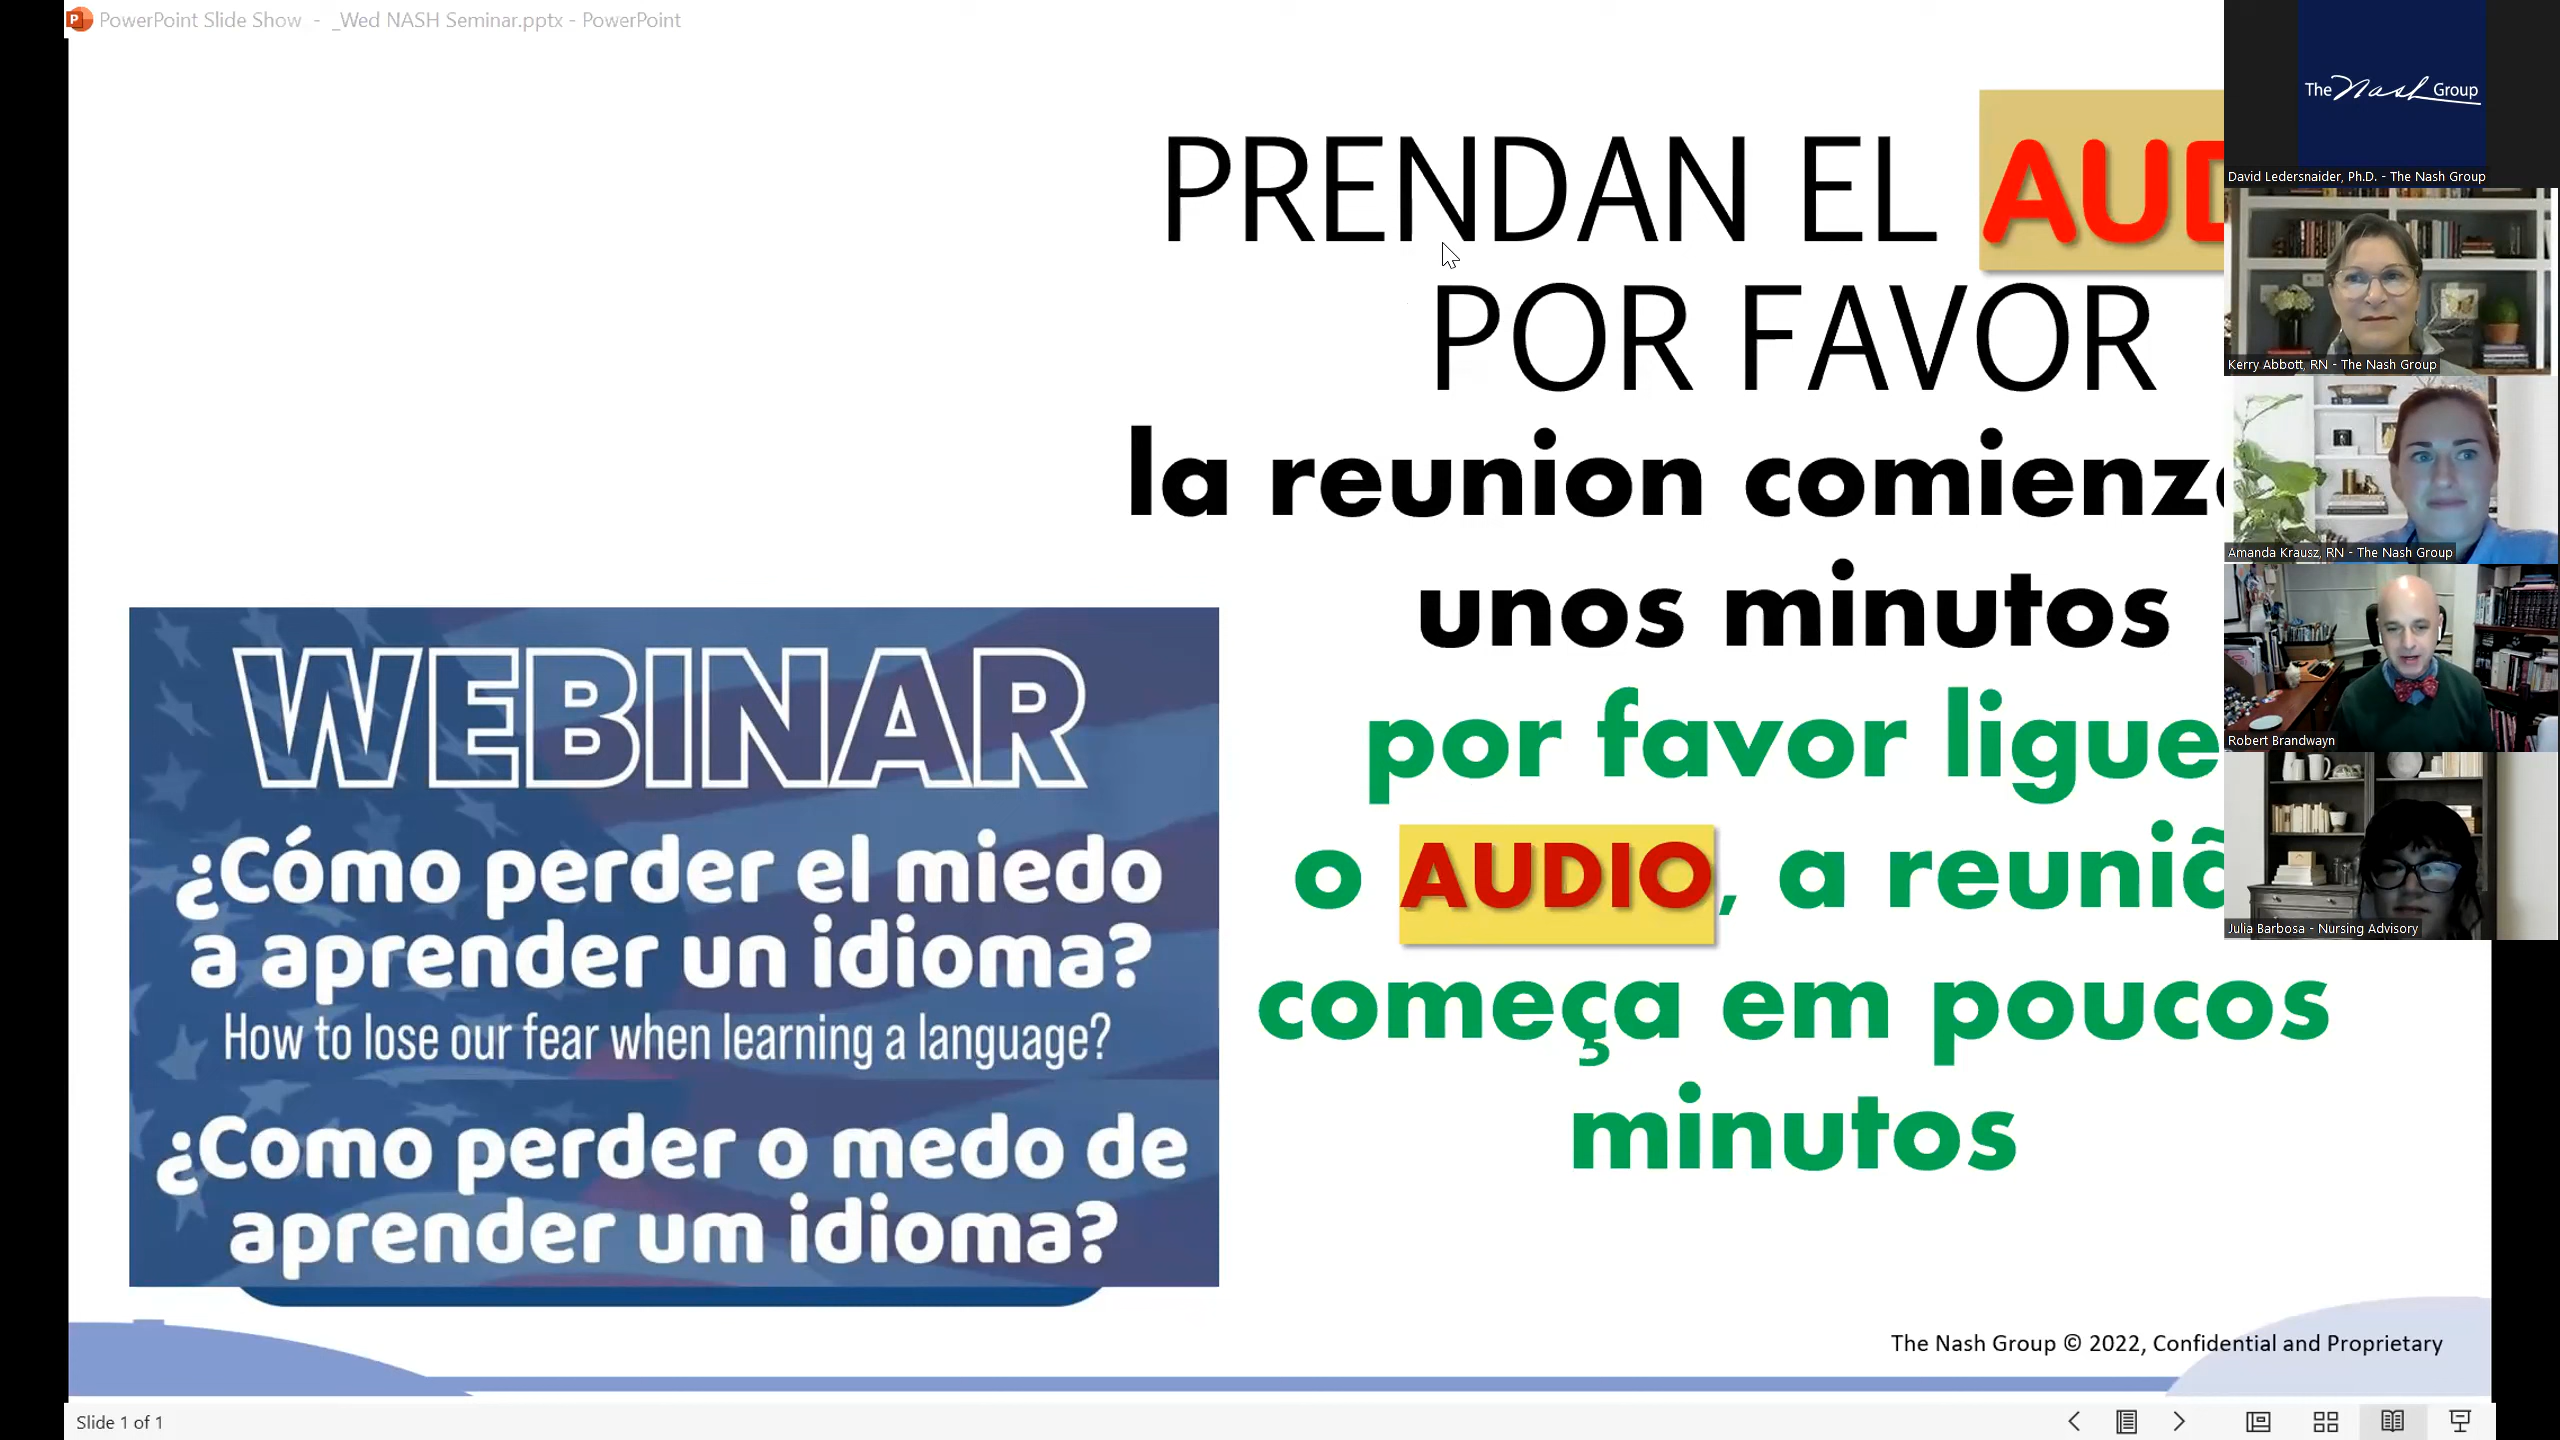 PowerPoint Slide Show - _Wed NASH Seminar.pptx - PowerPoint
PRENDAN EL
POR FAVOR
la reunion
unos minutos
por favor ligue
o AUDIO, a
começa em poucos
minutos
WEBINAR
¿Cómo perder el miedo
a aprender un idioma?
How to lose our fear when learning a language?
¿Como perder o medo de
aprender um idioma?
The Nash Group © 2022, Confidential and Proprietary
Slide 1 of 1
The Nash Group
David Ledersnaider, Ph.D. - The Nash Group
Kerry Abbott, RN - The Nash Group
Amanda Krausz, RN - The Nash Group
Robert Brandwayn
Julia Barbosa - Nursing Advisory